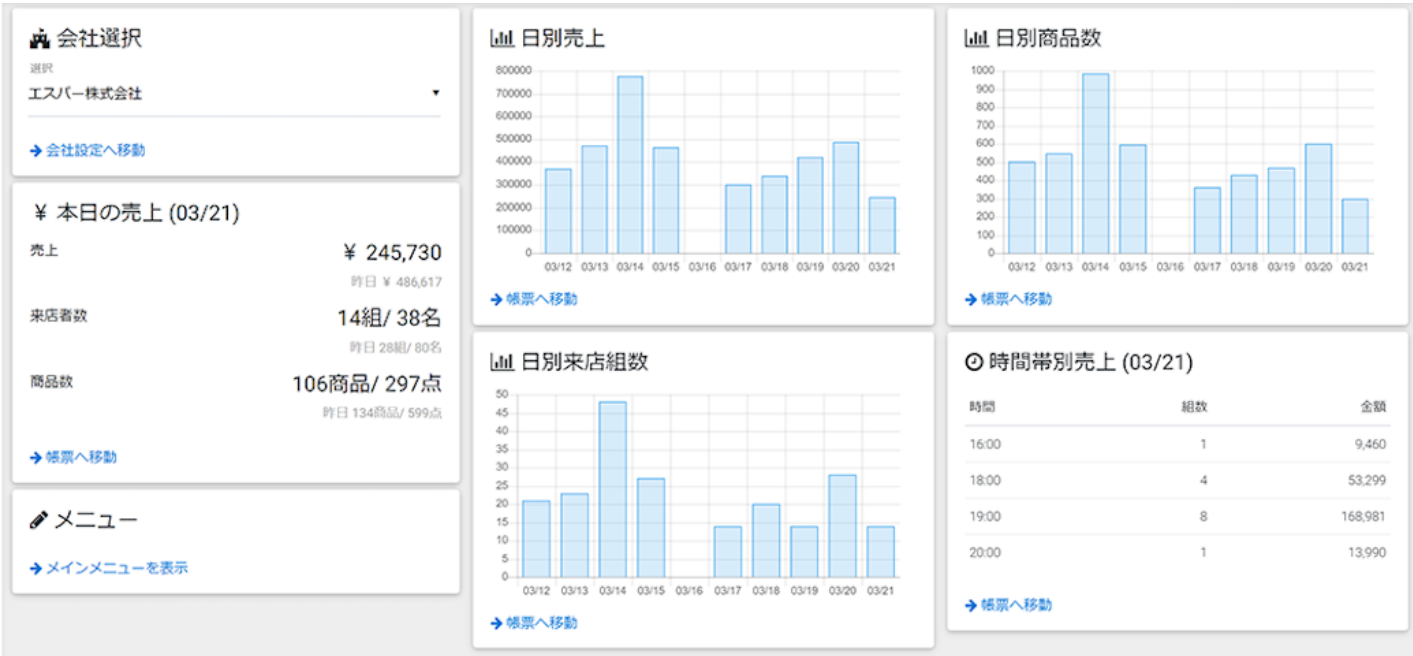 会社選択
選択
エスパー株式会社
会社設定へ移動
¥ 本日の売上 (03/21)
売上 ¥ 245,730
昨日 ¥ 486,617
来店者数 14組/ 38名
昨日 28組/ 80名
商品数 106商品/ 297点
昨日 134商品/ 599点
帳票へ移動
メニュー
メインメニューを表示
日別売上
800000
700000
600000
500000
400000
300000
200000
100000
0
03/12 03/13 03/14 03/15 03/16 03/17 03/18 03/19 03/20 03/21
帳票へ移動
日別来店組数
50
45
40
35
30
25
20
15
10
5
0
03/12 03/13 03/14 03/15 03/16 03/17 03/18 03/19 03/20 03/21
帳票へ移動
日別商品数
1000
900
800
700
600
500
400
300
200
100
0
03/12 03/13 03/14 03/15 03/16 03/17 03/18 03/19 03/20 03/21
帳票へ移動
時間帯別売上 (03/21)
時間 組数 金額
16:00 1 9,460
18:00 4 53,299
19:00 8 168,981
20:00 1 13,990
帳票へ移動